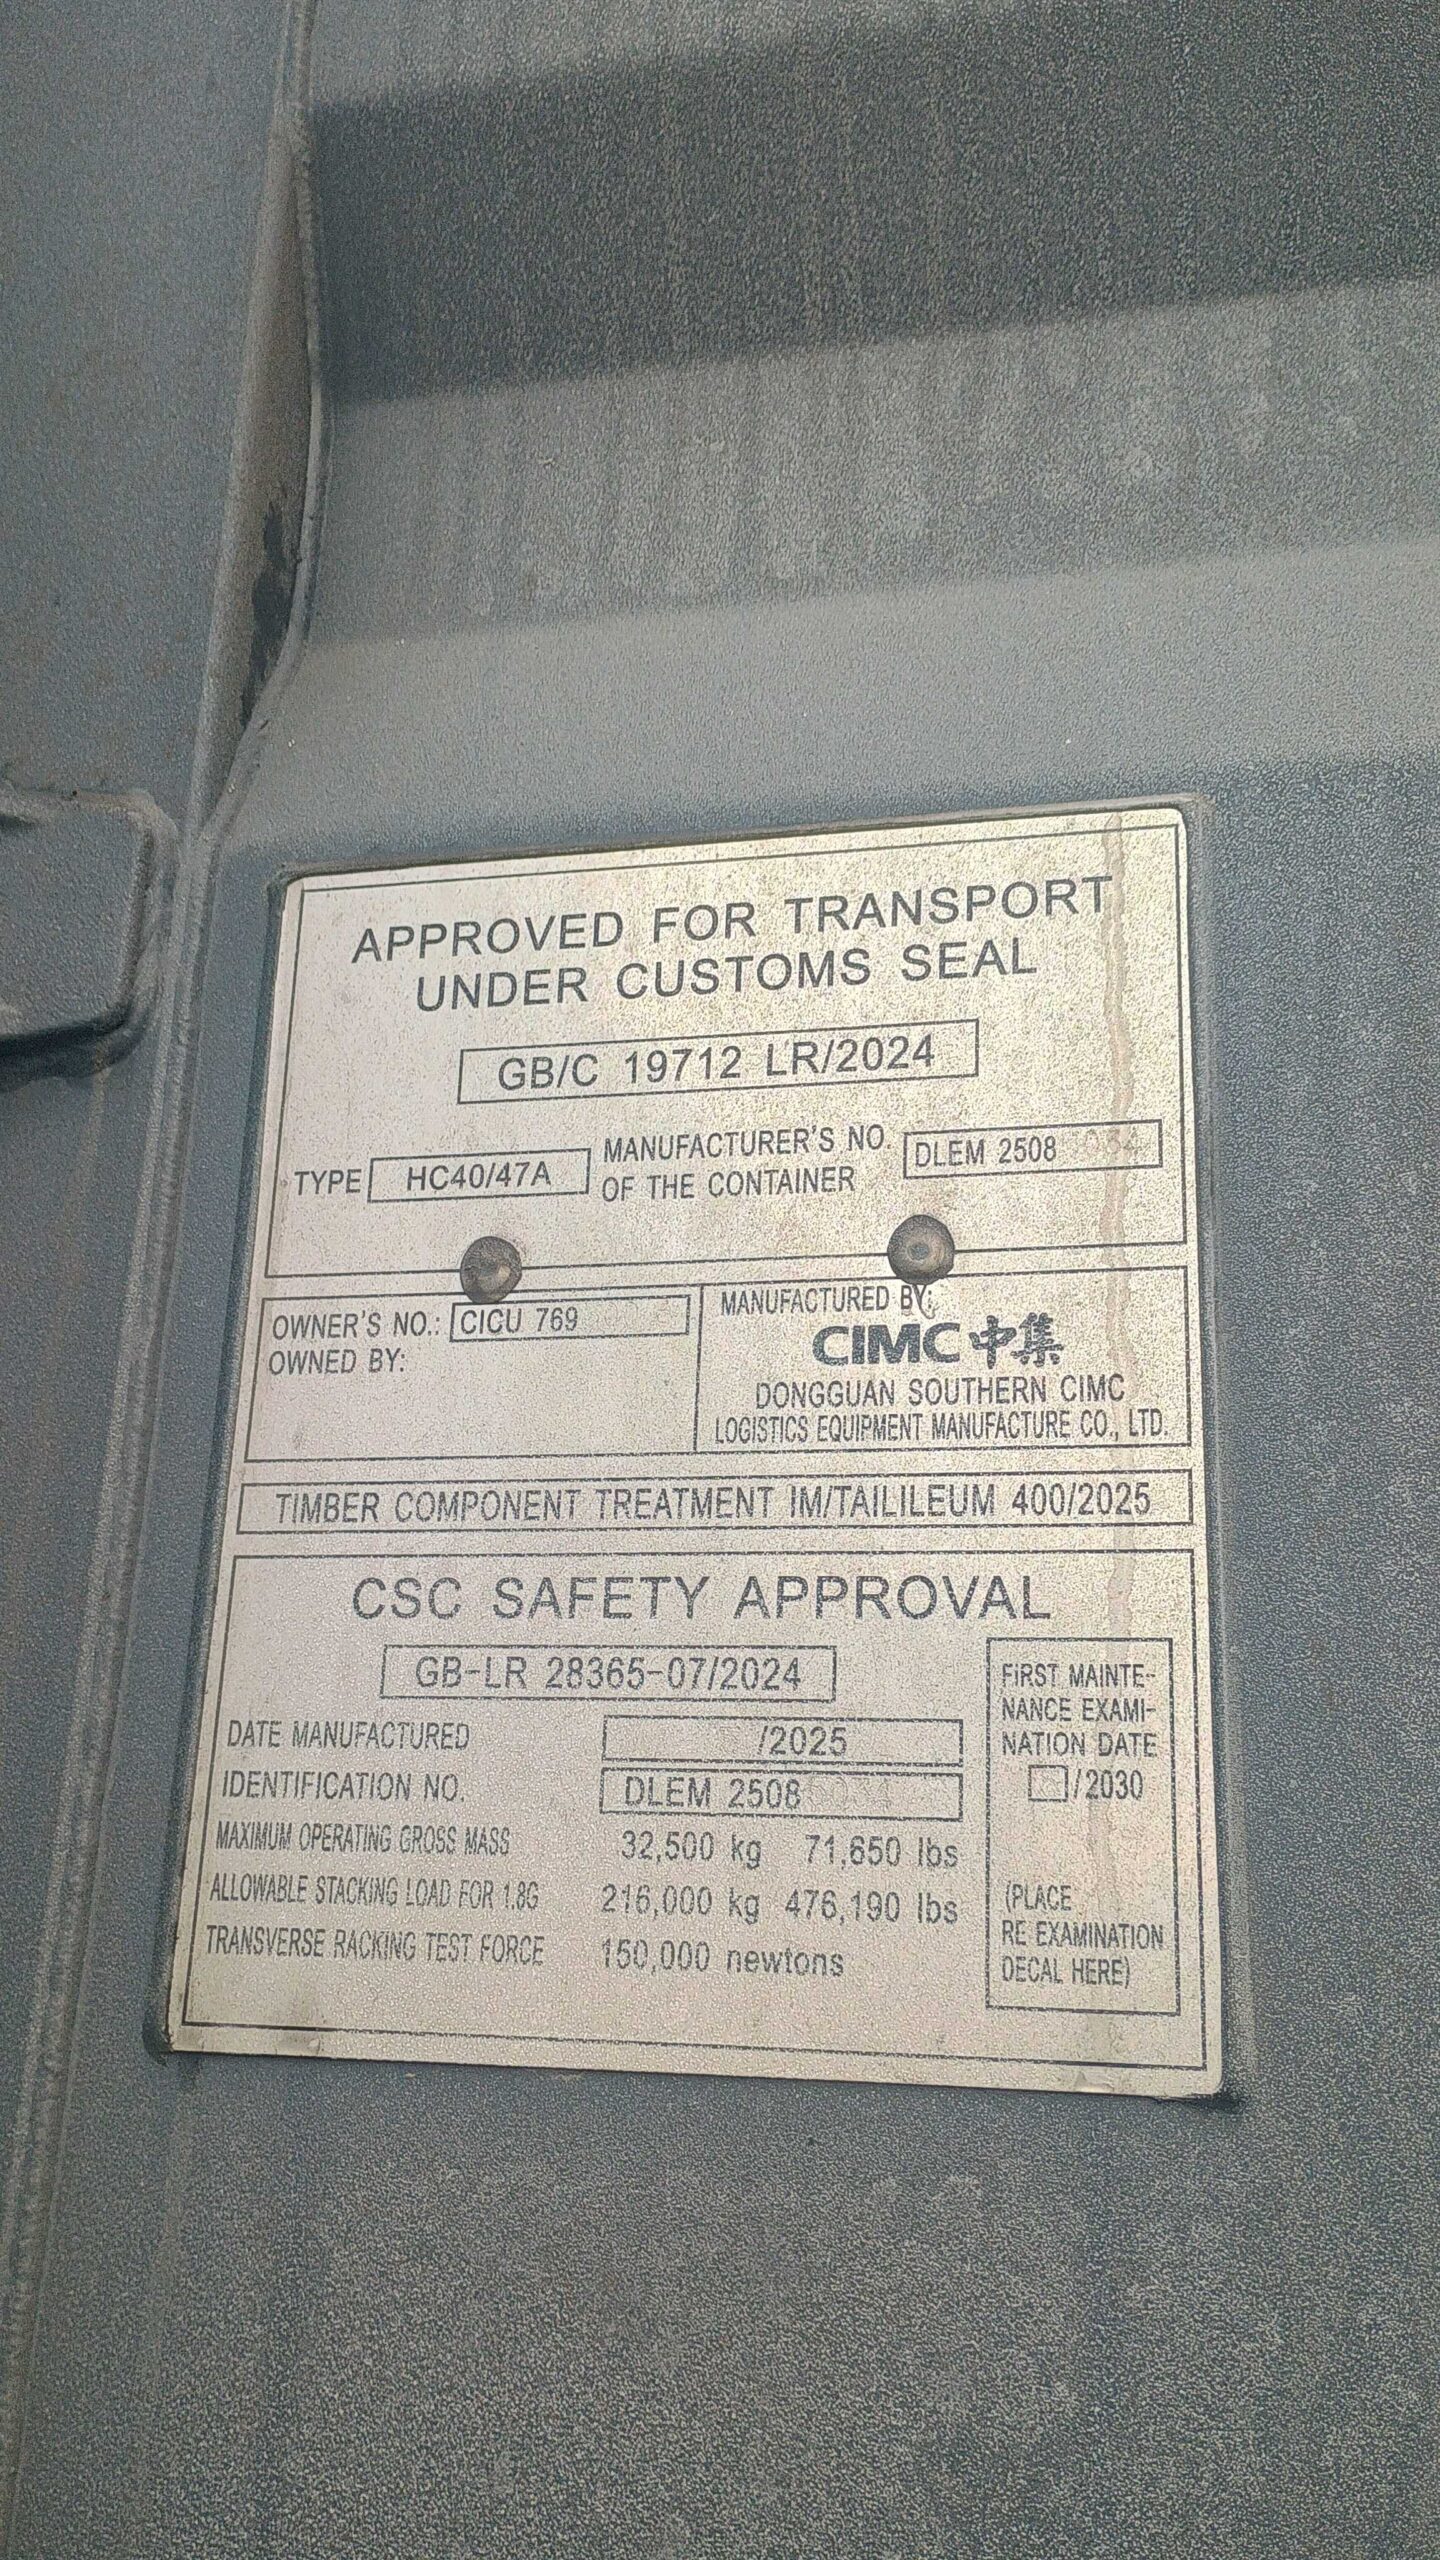 APPROVED FOR TRANSPORT
UNDER CUSTOMS SEAL
GB/C 19712 LR/2024
TYPE HC40/47A
MANUFACTURER'S NO.
OF THE CONTAINER
DLEM 2508
OWNER'S NO.: CICU 769
OWNED BY:
MANUFACTURED BY:
CIMC 中集
DONGGUAN SOUTHERN CIMC
LOGISTICS EQUIPMENT MANUFACTURE CO., LTD.
TIMBER COMPONENT TREATMENT IM/TAILILEUM 400/2025
CSC SAFETY APPROVAL
GB-LR 28365-07/2024
DATE MANUFACTURED /2025
IDENTIFICATION NO. DLEM 2508
MAXIMUM OPERATING GROSS MASS 32,500 kg 71,650 lbs
ALLOWABLE STACKING LOAD FOR 1.8G 216,000 kg 476,190 lbs
TRANSVERSE RACKING TEST FORCE 150,000 newtons
FIRST MAINTE-
NANCE EXAMI-
NATION DATE
/2030
(PLACE
RE EXAMINATION
DECAL HERE)